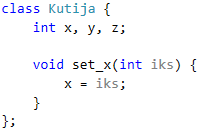 class Kutija {
    int x, y, z;

    void set_x(int iks) {
        x = iks;
    }
};